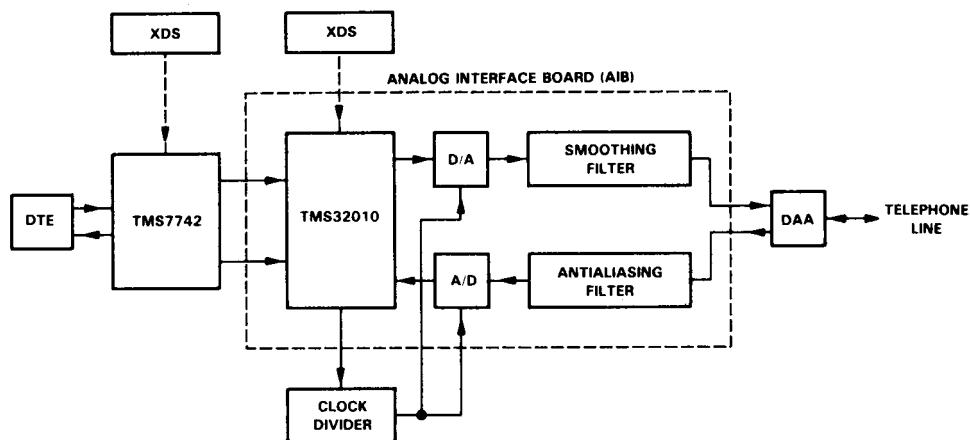 XDS
XDS
ANALOG INTERFACE BOARD (AIB)
DTE
TMS7742
TMS32010
D/A
SMOOTHING
FILTER
DAA
TELEPHONE
LINE
A/D
ANTIALIASING
FILTER
CLOCK
DIVIDER